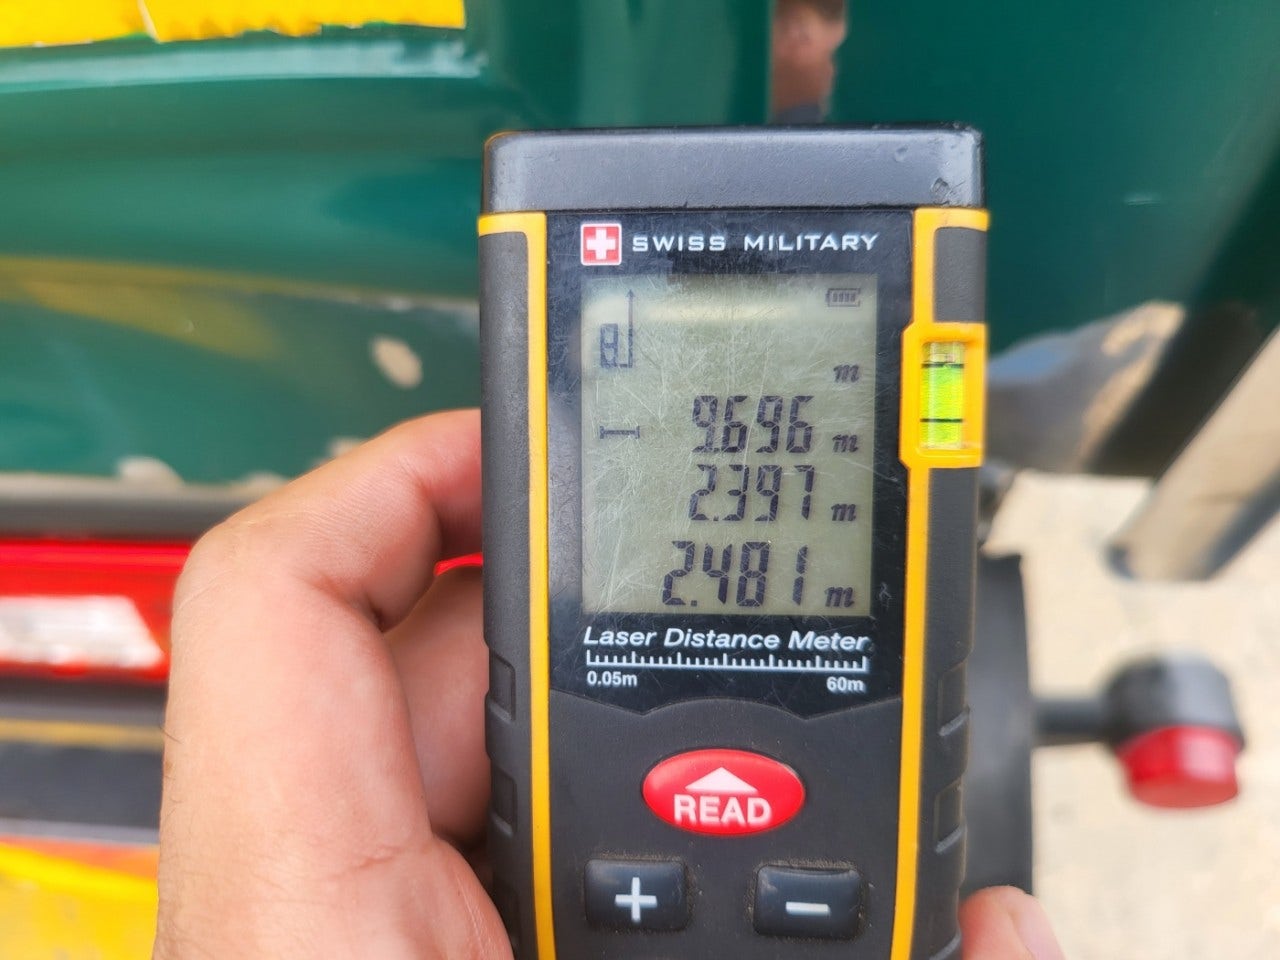 SWISS MILITARY
m
9.696 m
2.397 m
2.481 m
Laser Distance Meter
0.05m 60m
READ
+ −